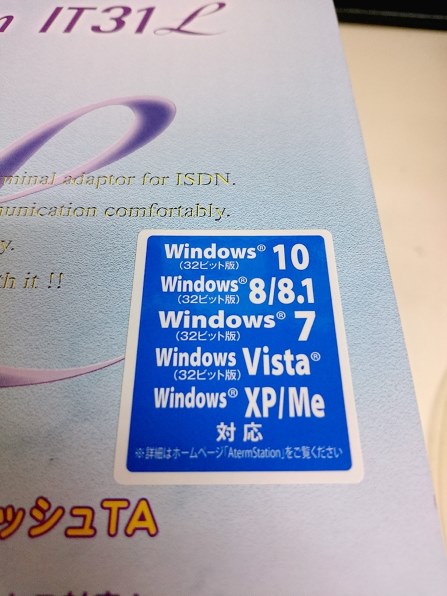 IT31L
minal adaptor for ISDN.
unication comfortably.
y.
th it !!
Windows® 10
(32ビット版)
Windows® 8/8.1
(32ビット版)
Windows® 7
(32ビット版)
Windows Vista®
(32ビット版)
Windows® XP/Me
対応
※詳細はホームページ「AtermStation」をご覧ください
ッシュTA